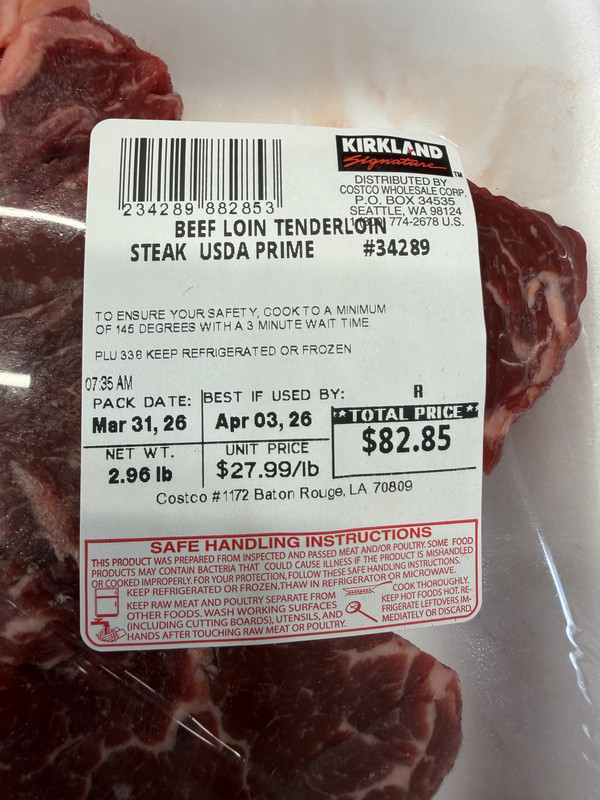 KIRKLAND
Signature™
DISTRIBUTED BY
COSTCO WHOLESALE CORP.
P.O. BOX 34535
SEATTLE, WA 98124
1(800) 774-2678 U.S.
234289 882853
BEEF LOIN TENDERLOIN
STEAK USDA PRIME #34289
TO ENSURE YOUR SAFETY, COOK TO A MINIMUM
OF 145 DEGREES WITH A 3 MINUTE WAIT TIME
PLU 336 KEEP REFRIGERATED OR FROZEN
07:35 AM
PACK DATE: BEST IF USED BY: R
Mar 31, 26 Apr 03, 26 *TOTAL PRICE*
NET WT. UNIT PRICE $82.85
2.96 lb $27.99/lb
Costco #1172 Baton Rouge, LA 70809
SAFE HANDLING INSTRUCTIONS
THIS PRODUCT WAS PREPARED FROM INSPECTED AND PASSED MEAT AND/OR POULTRY. SOME FOOD
PRODUCTS MAY CONTAIN BACTERIA THAT COULD CAUSE ILLNESS IF THE PRODUCT IS MISHANDLED
OR COOKED IMPROPERLY. FOR YOUR PROTECTION, FOLLOW THESE SAFE HANDLING INSTRUCTIONS.
KEEP REFRIGERATED OR FROZEN. THAW IN REFRIGERATOR OR MICROWAVE.
KEEP RAW MEAT AND POULTRY SEPARATE FROM
OTHER FOODS. WASH WORKING SURFACES
(INCLUDING CUTTING BOARDS), UTENSILS, AND
HANDS AFTER TOUCHING RAW MEAT OR POULTRY.
COOK THOROUGHLY.
KEEP HOT FOODS HOT. RE-
FRIGERATE LEFTOVERS IM-
MEDIATELY OR DISCARD.